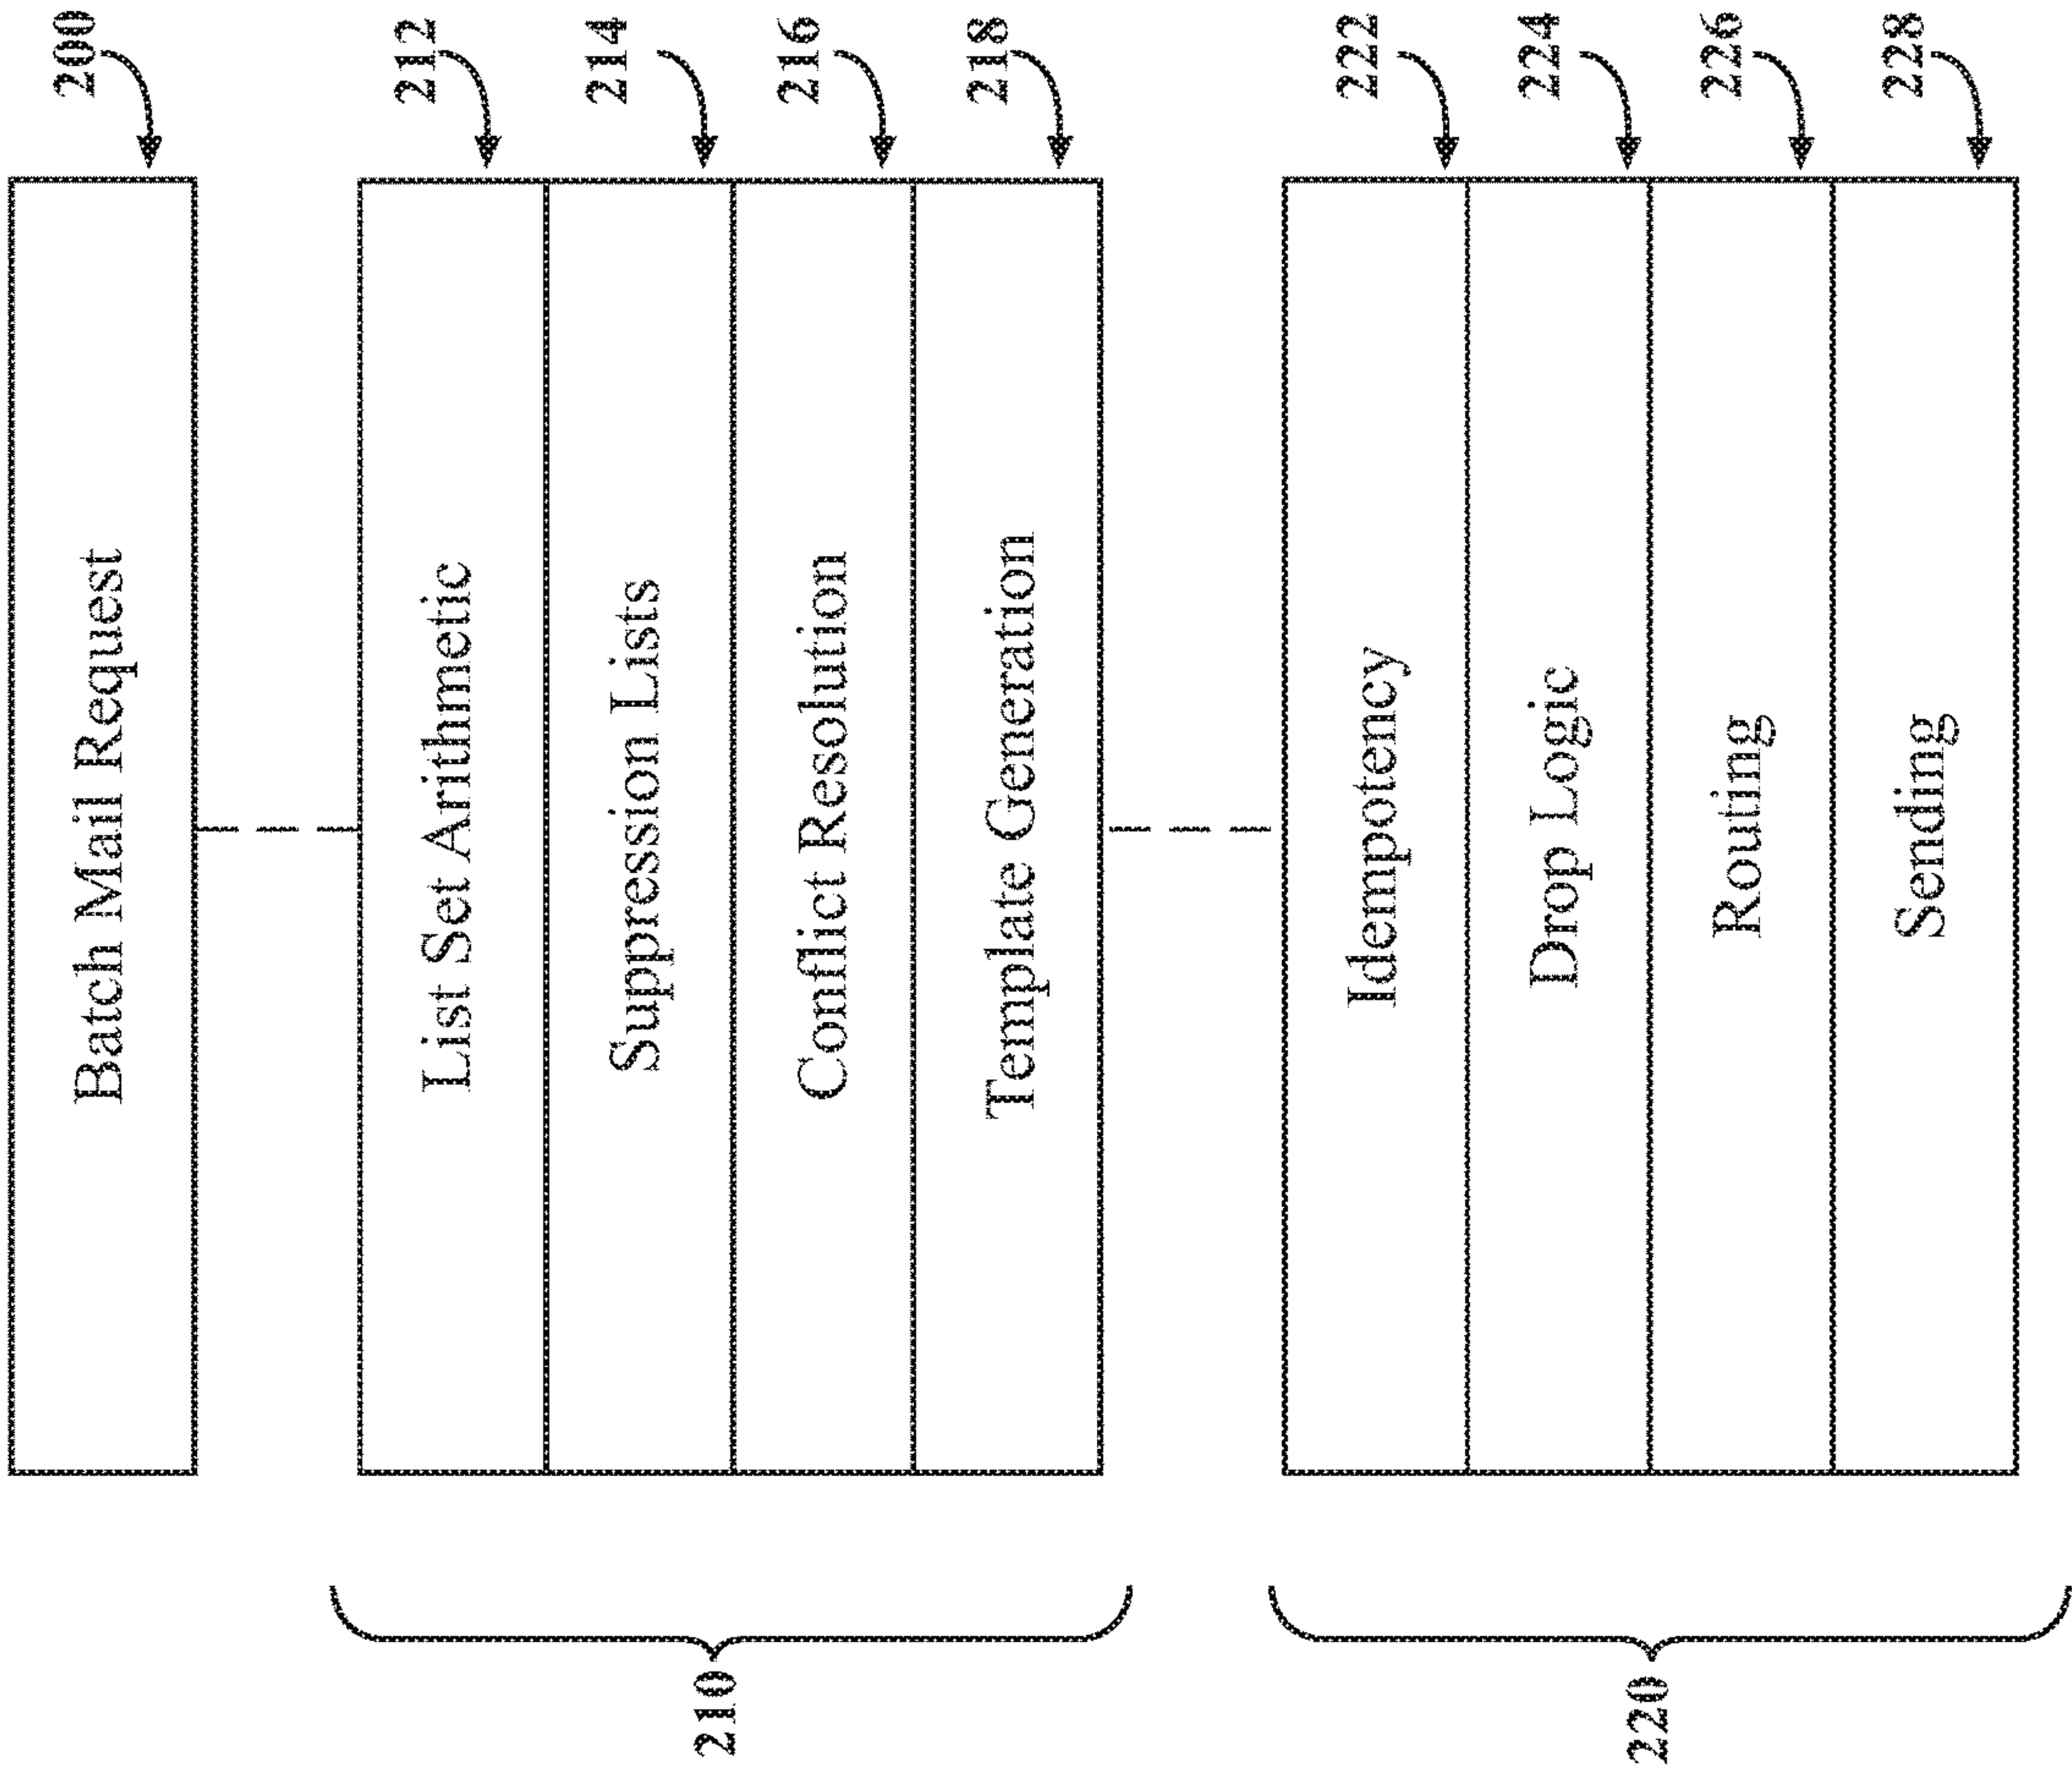 Batch Mail Request
200
210
List Set Arithmetic
212
Suppression Lists
214
Conflict Resolution
216
Template Generation
218
220
Idempotency
222
Drop Logic
224
Routing
226
Sending
228